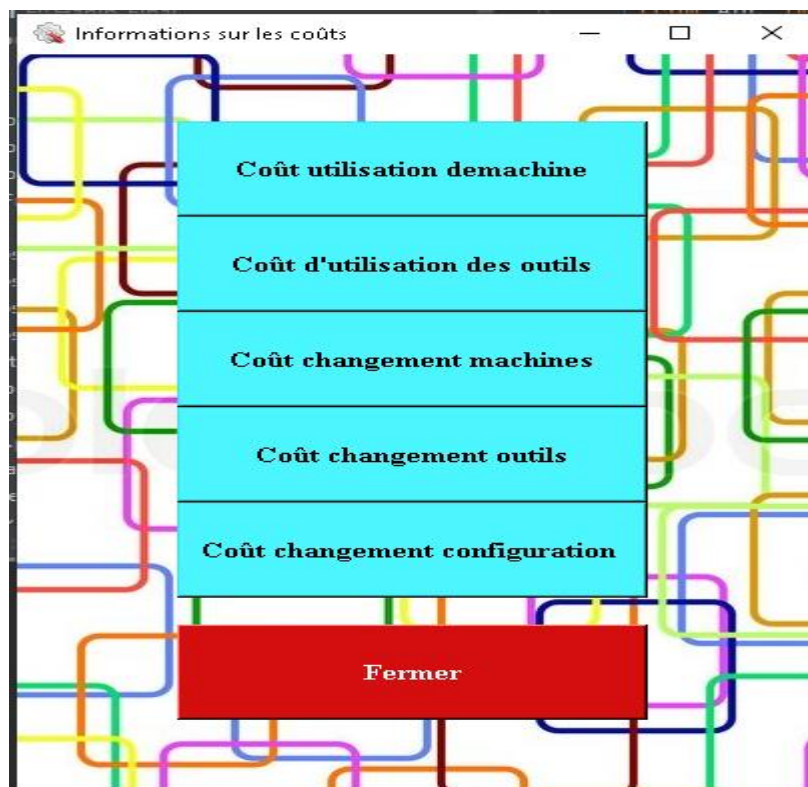 Informations sur les coûts
Coût utilisation demachine
Coût d'utilisation des outils
Coût changement machines
Coût changement outils
Coût changement configuration
Fermer